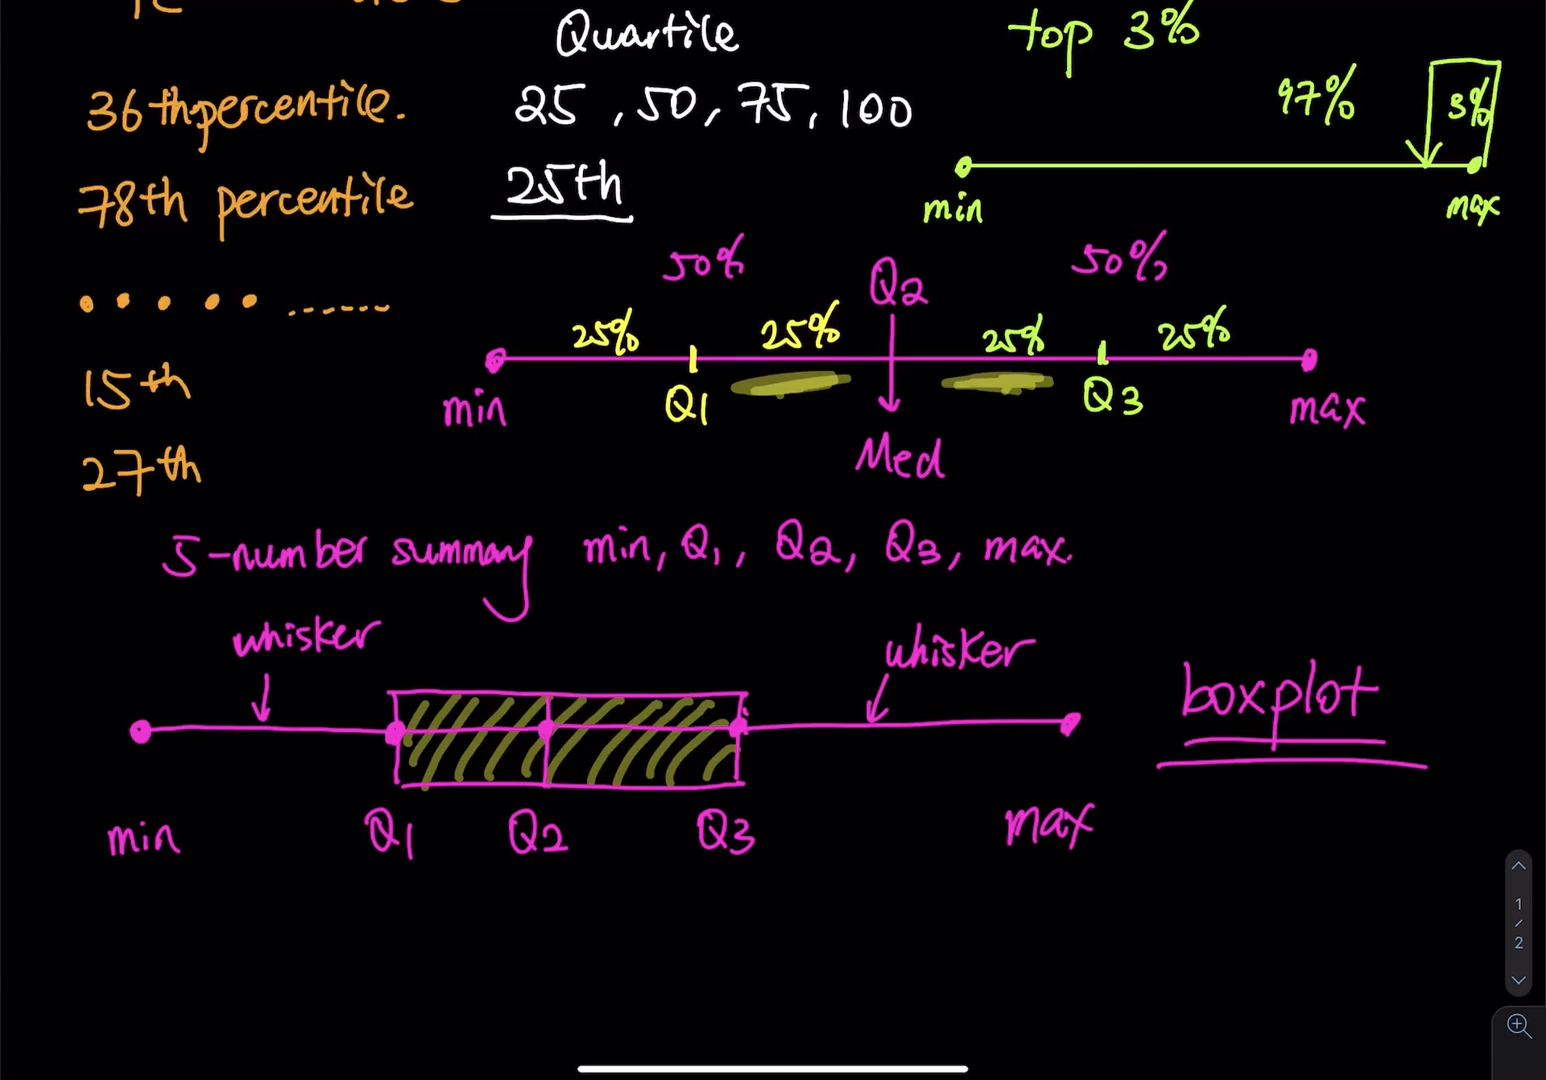 Quartile
top 3%
36th percentile.
25, 50, 75, 100
97%
3%
78th percentile
25th
min
max
50%
Q2
50%
25%
25%
25%
25%
15th
min
Q1
Q3
max
Med
27th
5-number summary min, Q1, Q2, Q3, max.
whisker
whisker
boxplot
min
Q1
Q2
Q3
max
1
/
2